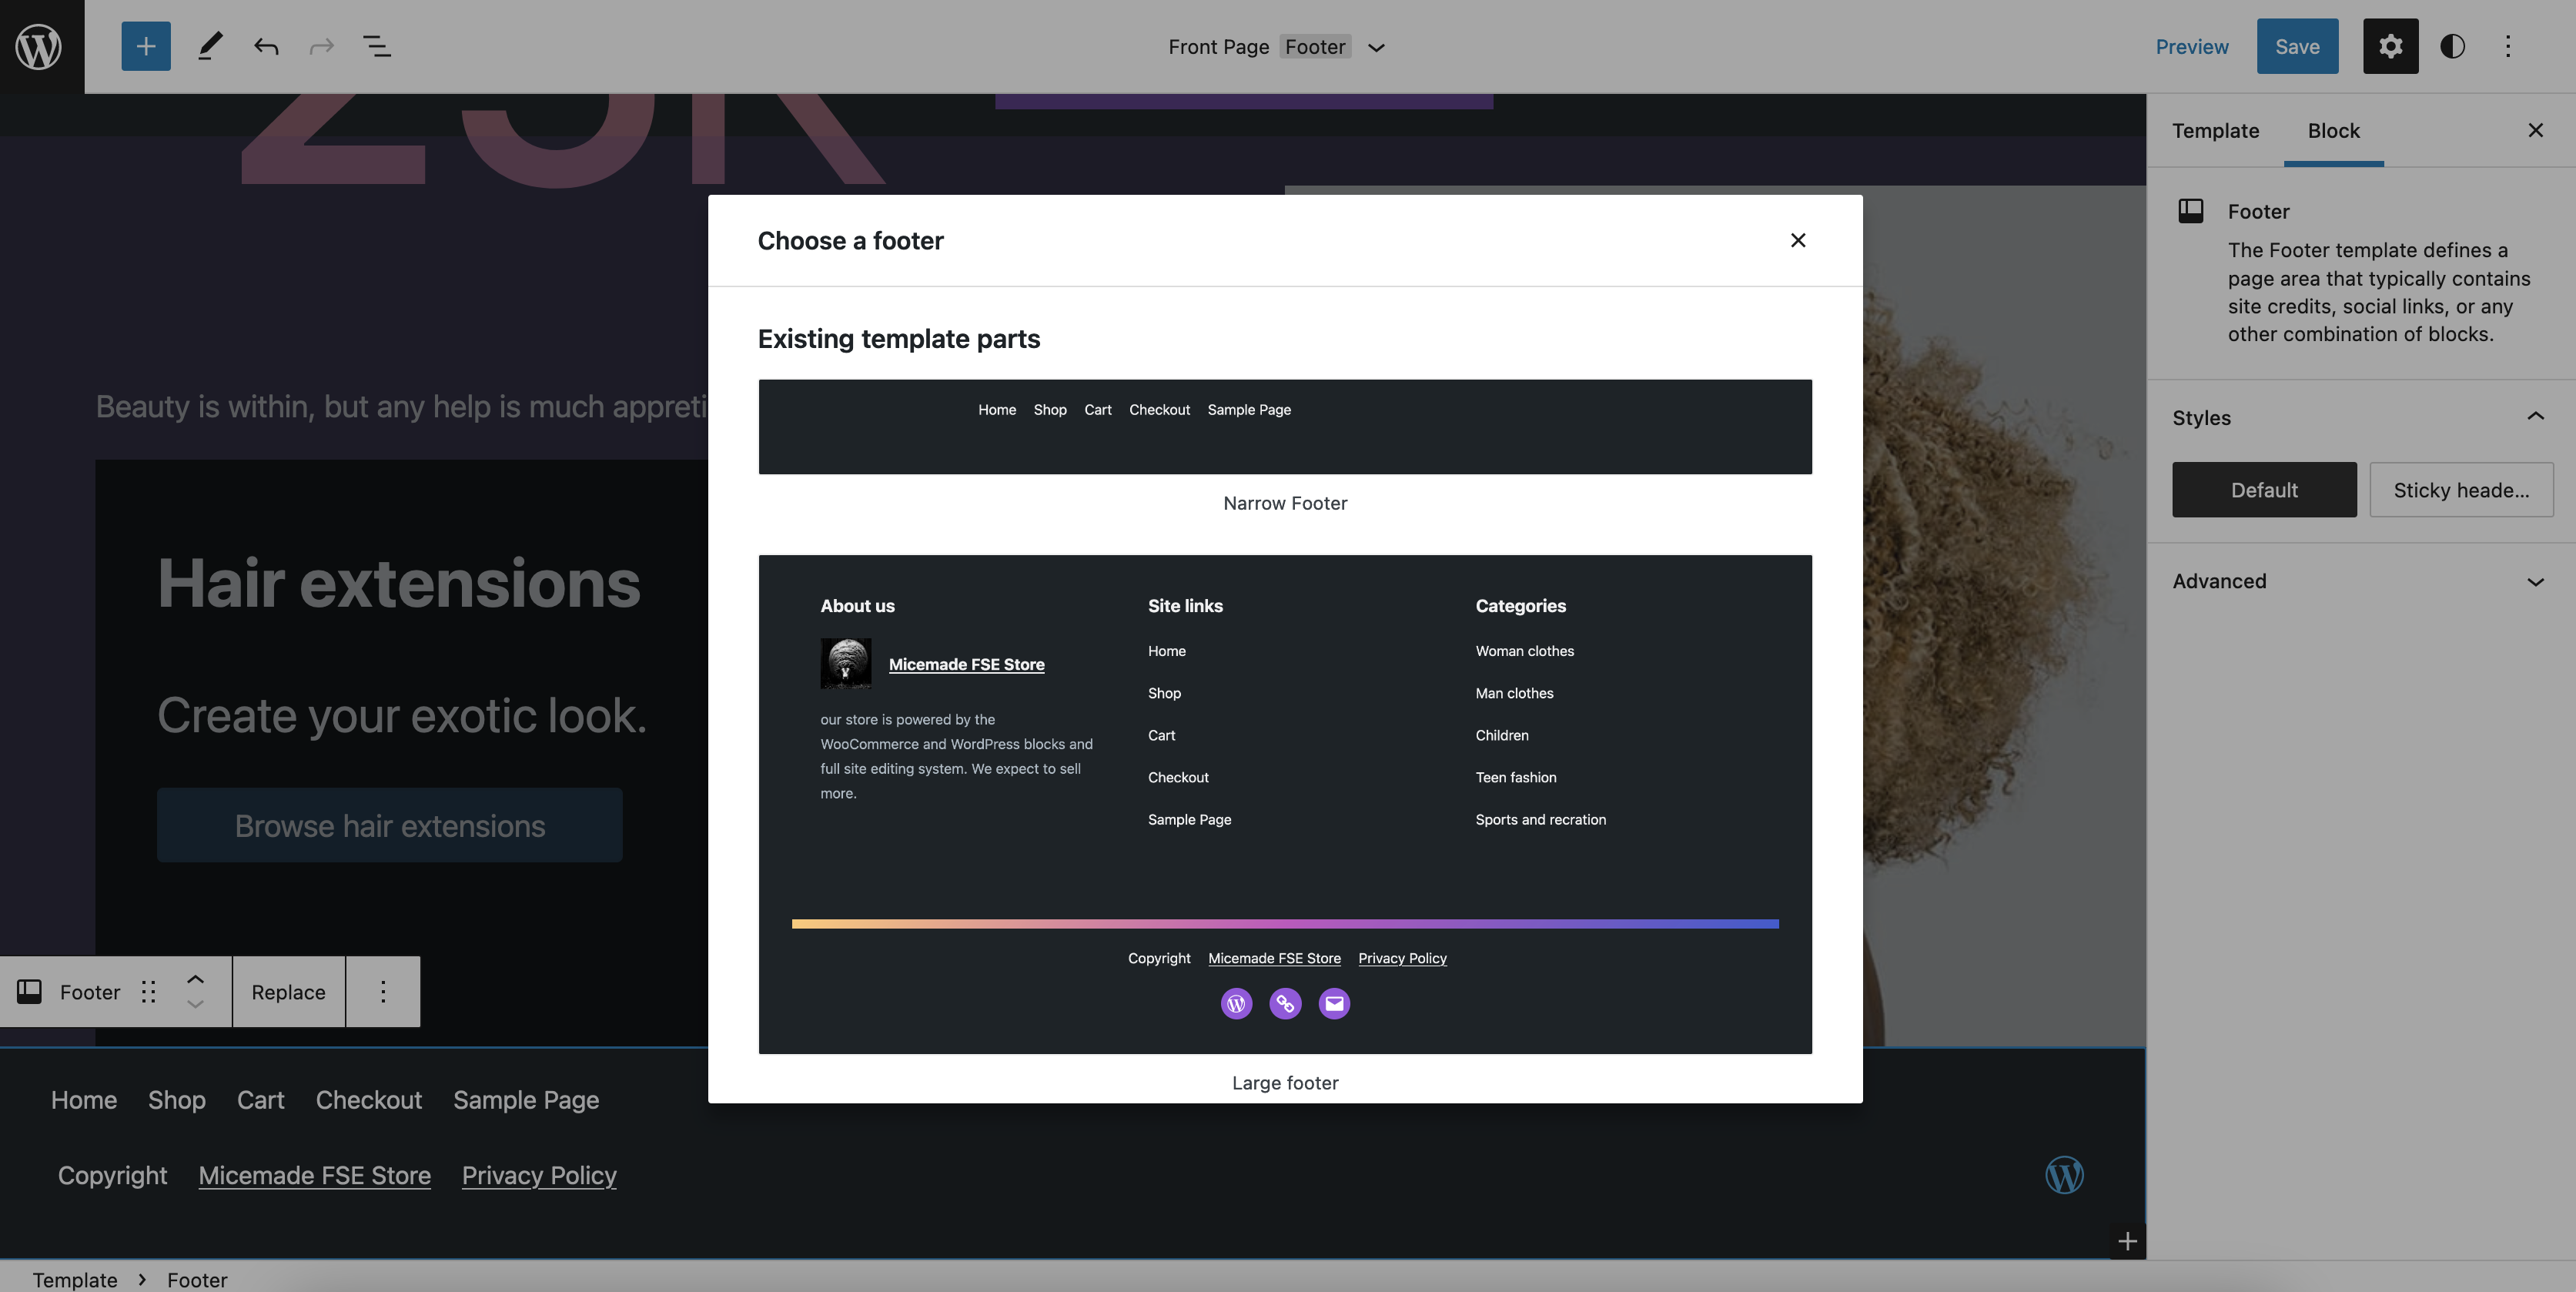 Front Page Footer
Preview
Save
25K
Template
Block
Footer
The Footer template defines a
page area that typically contains
site credits, social links, or any
other combination of blocks.
Styles
Default
Sticky heade...
Advanced
Beauty is within, but any help is much appreti
Hair extensions
Create your exotic look.
Browse hair extensions
Choose a footer
Existing template parts
Home Shop Cart Checkout Sample Page
Narrow Footer
About us
Micemade FSE Store
our store is powered by the
WooCommerce and WordPress blocks and
full site editing system. We expect to sell
more.
Site links
Home
Shop
Cart
Checkout
Sample Page
Categories
Woman clothes
Man clothes
Children
Teen fashion
Sports and recration
Copyright Micemade FSE Store Privacy Policy
Large footer
Footer
Replace
Home Shop Cart Checkout Sample Page
Copyright Micemade FSE Store Privacy Policy
Template > Footer